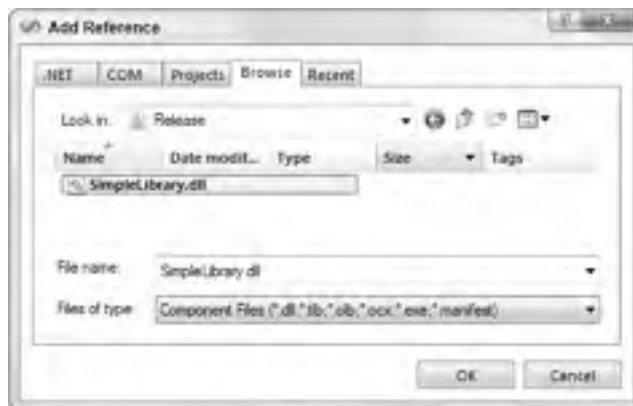 Add Reference
.NET COM Projects Browse Recent
Look in: Release
Name Date modif... Type Size Tags
SimpleLibrary.dll
File name: SimpleLibrary.dll
Files of type: Component Files (*.dll;*.tlb;*.olb;*.ocx;*.exe;*.manifest)
OK Cancel